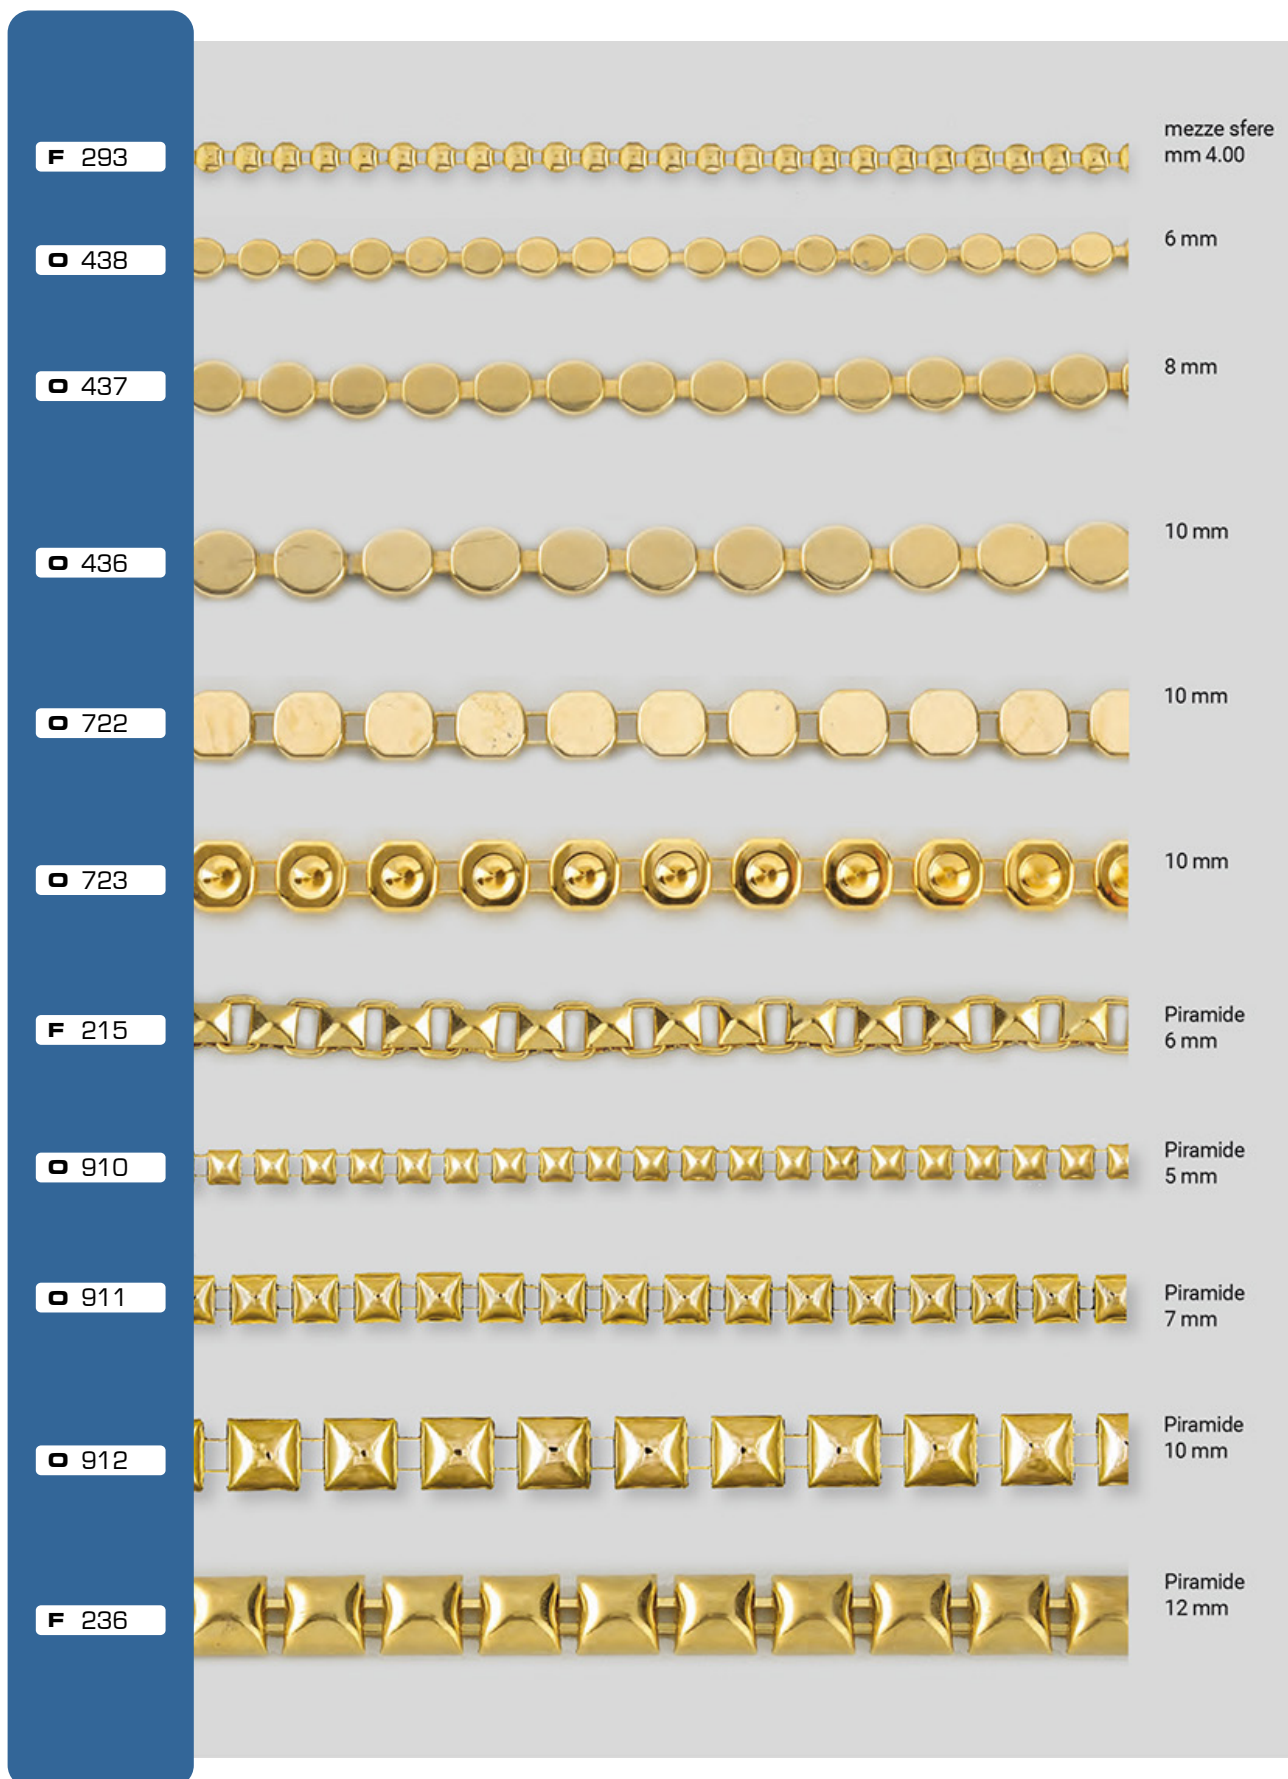 F 293
mezze sfere
mm 4.00
O 438
6 mm
O 437
8 mm
O 436
10 mm
O 722
10 mm
O 723
10 mm
F 215
Piramide
6 mm
O 910
Piramide
5 mm
O 911
Piramide
7 mm
O 912
Piramide
10 mm
F 236
Piramide
12 mm